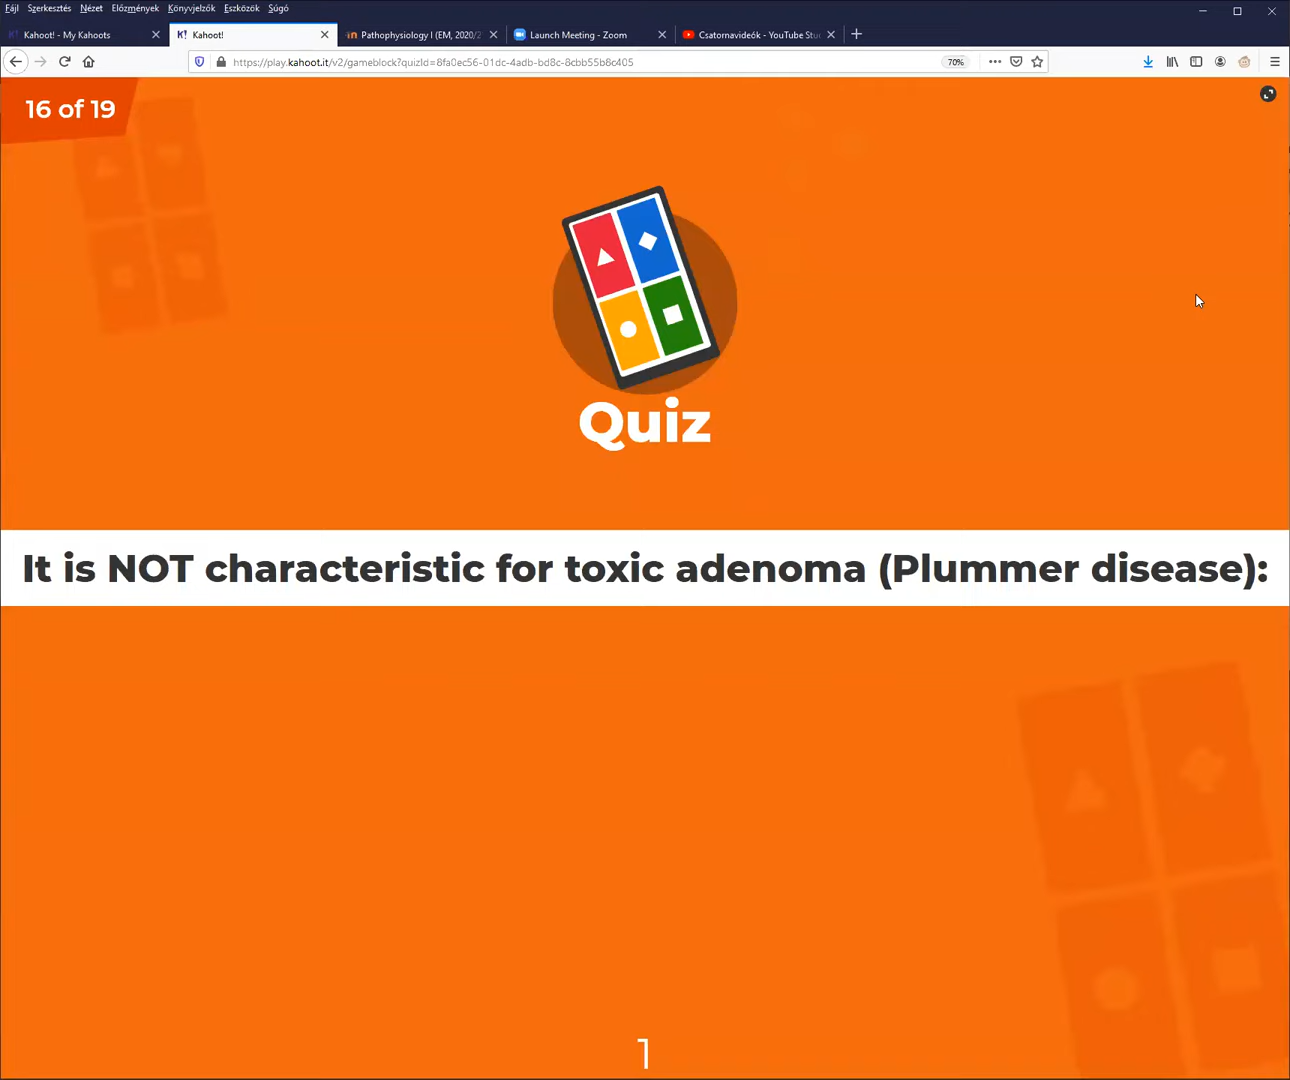 Fájl Szerkesztés Nézet Előzmények Könyvjelzők Eszközök Súgó
K! Kahoot! - My Kahoots
K! Kahoot!
Pathophysiology I (EM, 2020/2
Launch Meeting - Zoom
Csatornavideók - YouTube Stu
https://play.kahoot.it/v2/gameblock?quizId=8fa0ec56-01dc-4adb-bd8c-8cbb55b8c405
70%
16 of 19
Quiz
It is NOT characteristic for toxic adenoma (Plummer disease):
1